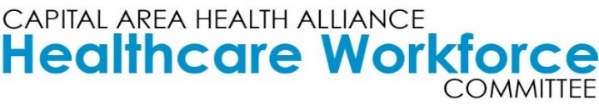 CAPITAL AREA HEALTH ALLIANCE
Healthcare Workforce
COMMITTEE